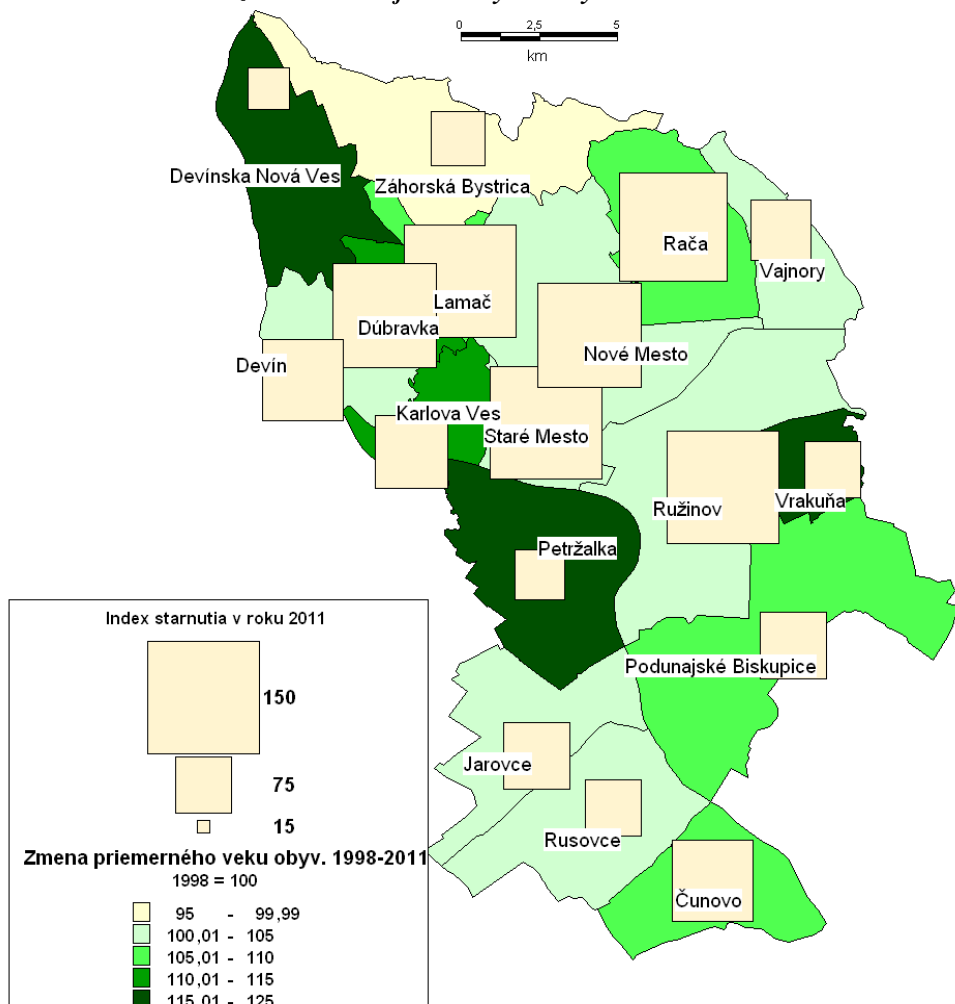 0 2,5 5
km
Devínska Nová Ves
Záhorská Bystrica
Rača
Vajnory
Lamač
Dúbravka
Nové Mesto
Devín
Karlova Ves
Staré Mesto
Ružinov
Vrakuňa
Petržalka
Podunajské Biskupice
Jarovce
Rusovce
Čunovo
Index starnutia v roku 2011
150
75
15
Zmena priemerného veku obyv. 1998-2011
1998 = 100
95 - 99,99
100,01 - 105
105,01 - 110
110,01 - 115
115,01 - 125